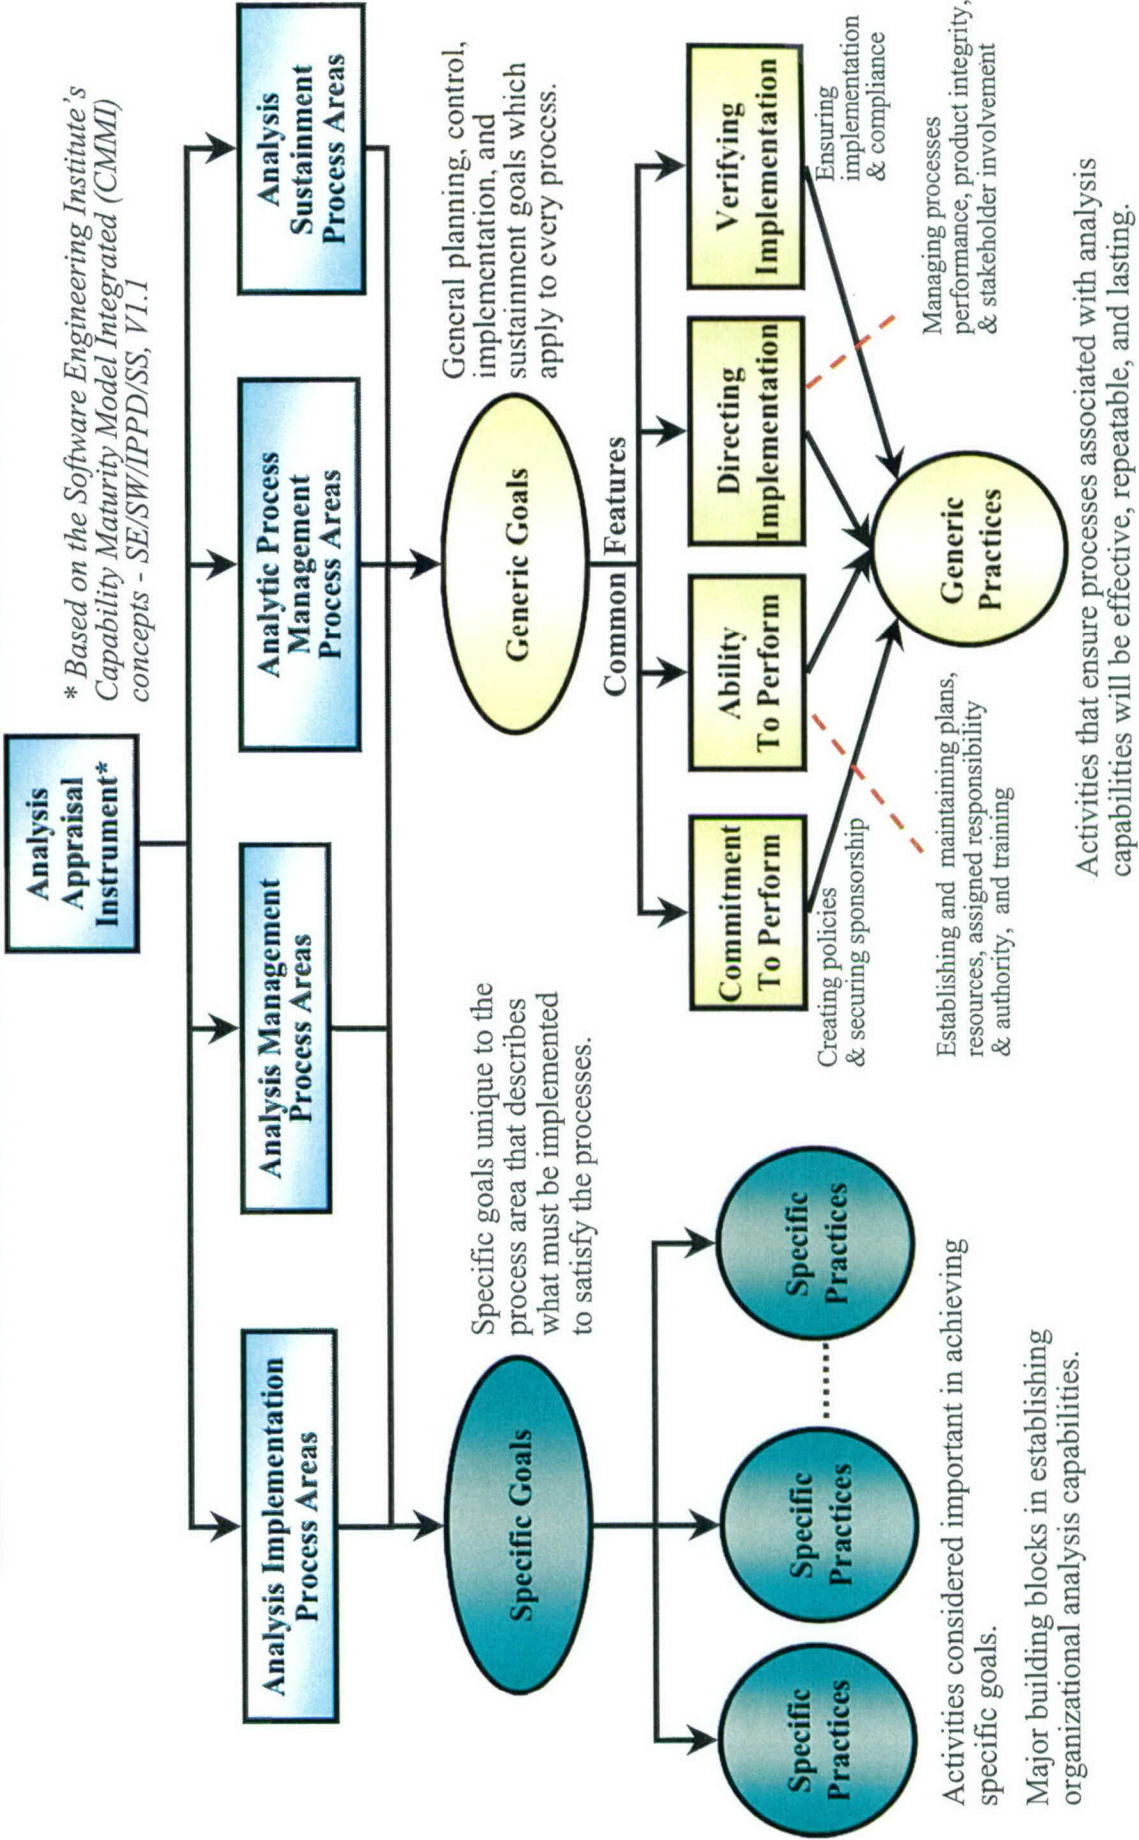 Analysis
Appraisal
Instrument*
* Based on the Software Engineering Institute's
Capability Maturity Model Integrated (CMMI)
concepts - SE/SW/IPPD/SS, V1.1
Analysis Implementation
Process Areas
Analysis Management
Process Areas
Analytic Process
Management
Process Areas
Analysis
Sustainment
Process Areas
Specific Goals
Specific goals unique to the
process area that describes
what must be implemented
to satisfy the processes.
Generic Goals
General planning, control,
implementation, and
sustainment goals which
apply to every process.
Common Features
Specific
Practices
Specific
Practices
.......
Specific
Practices
Commitment
To Perform
Ability
To Perform
Directing
Implementation
Verifying
Implementation
Creating policies
& securing sponsorship
Ensuring
implementation
& compliance
Establishing and maintaining plans,
resources, assigned responsibility
& authority, and training
Generic
Practices
Managing processes
performance, product integrity,
& stakeholder involvement
Activities considered important in achieving
specific goals.
Major building blocks in establishing
organizational analysis capabilities.
Activities that ensure processes associated with analysis
capabilities will be effective, repeatable, and lasting.